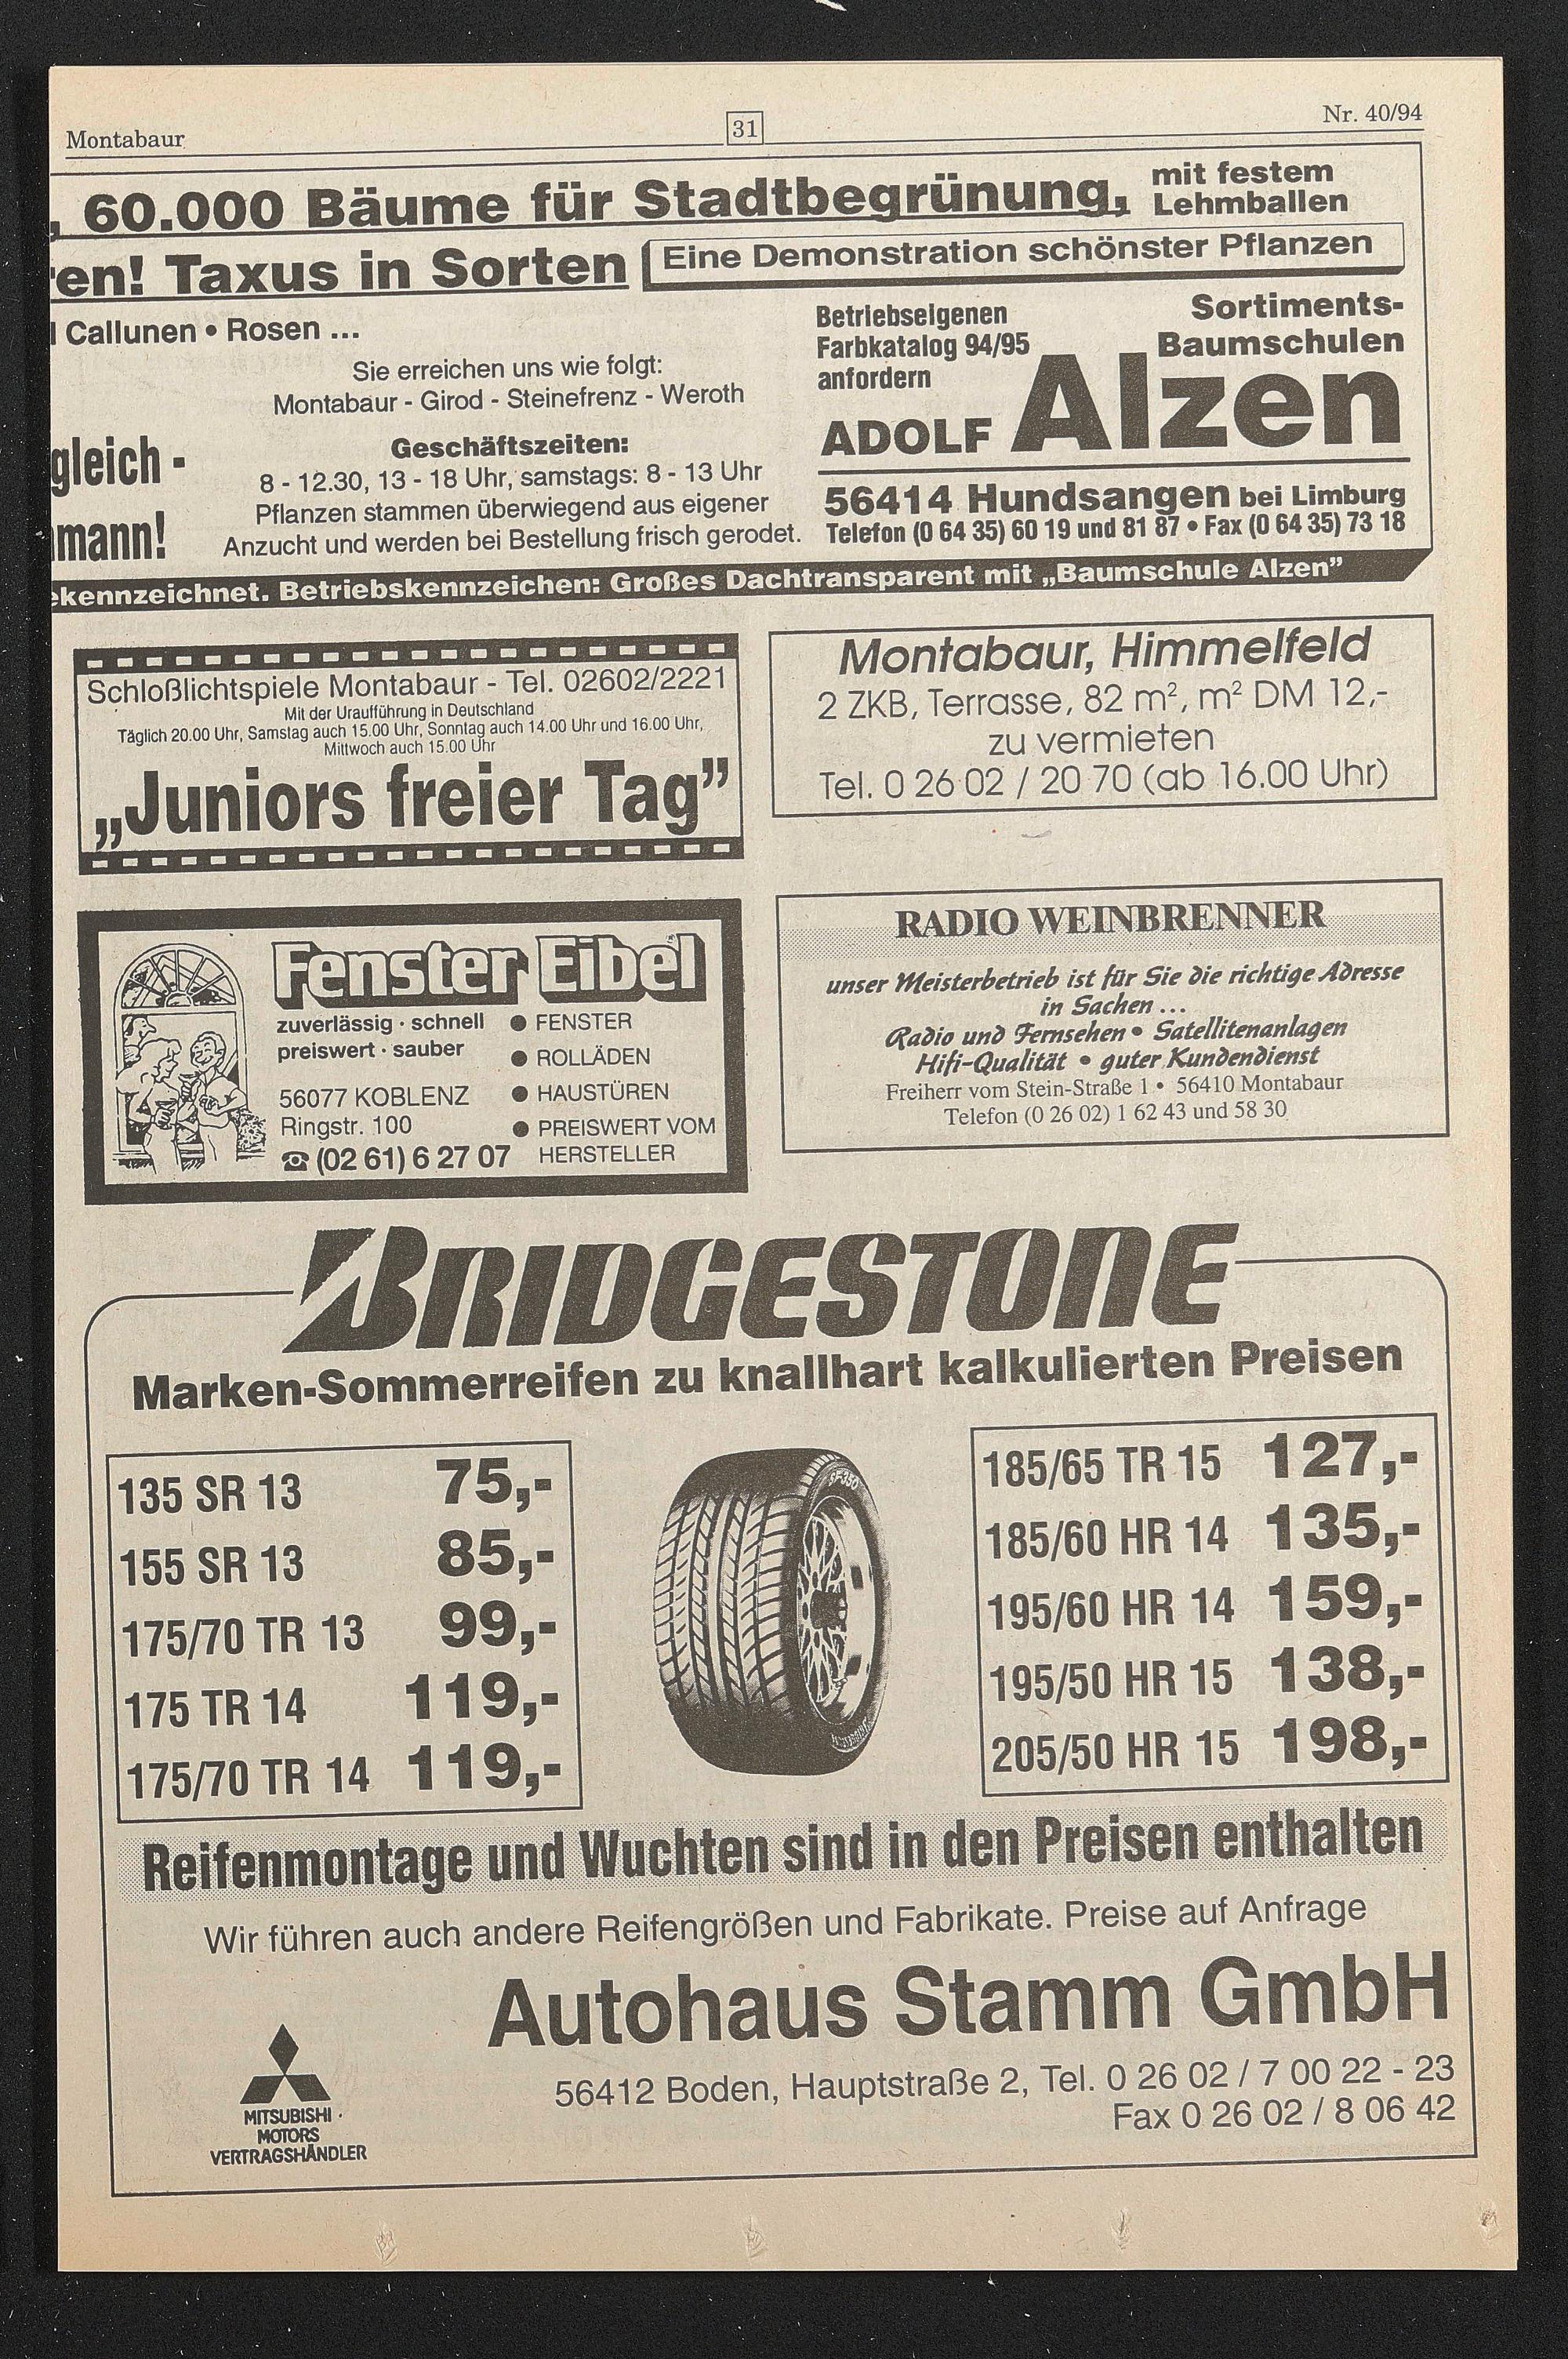 Montabaur
31
Nr. 40/94
, 60.000 Bäume für Stadtbegrünung, mit festem
Lehmballen
en! Taxus in Sorten Eine Demonstration schönster Pflanzen
l Callunen • Rosen ...
Sie erreichen uns wie folgt:
Montabaur - Girod - Steinefrenz - Weroth
gleich -
mann!
Geschäftszeiten:
8 - 12.30, 13 - 18 Uhr, samstags: 8 - 13 Uhr
Pflanzen stammen überwiegend aus eigener
Anzucht und werden bei Bestellung frisch gerodet.
Betriebseigenen
Farbkatalog 94/95
anfordern
Sortiments-
Baumschulen
ADOLF Alzen
56414 Hundsangen bei Limburg
Telefon (0 64 35) 60 19 und 81 87 • Fax (0 64 35) 73 18
ekennzeichnet. Betriebskennzeichen: Großes Dachtransparent mit „Baumschule Alzen”
Schloßlichtspiele Montabaur - Tel. 02602/2221
Mit der Uraufführung in Deutschland
Täglich 20.00 Uhr, Samstag auch 15.00 Uhr, Sonntag auch 14.00 Uhr und 16.00 Uhr,
Mittwoch auch 15.00 Uhr
„Juniors freier Tag”
Montabaur, Himmelfeld
2 ZKB, Terrasse, 82 m², m² DM 12,-
zu vermieten
Tel. 0 26 02 / 20 70 (ab 16.00 Uhr)
Fenster Eibel
zuverlässig · schnell
preiswert · sauber
56077 KOBLENZ
Ringstr. 100
☎ (02 61) 6 27 07
● FENSTER
● ROLLÄDEN
● HAUSTÜREN
● PREISWERT VOM
HERSTELLER
RADIO WEINBRENNER
unser Meisterbetrieb ist für Sie die richtige Adresse
in Sachen ...
Radio und Fernsehen • Satellitenanlagen
Hifi-Qualität • guter Kundendienst
Freiherr vom Stein-Straße 1 • 56410 Montabaur
Telefon (0 26 02) 1 62 43 und 58 30
BRIDGESTONE
Marken-Sommerreifen zu knallhart kalkulierten Preisen
135 SR 13 75,-
155 SR 13 85,-
175/70 TR 13 99,-
175 TR 14 119,-
175/70 TR 14 119,-
SF350
185/65 TR 15 127,-
185/60 HR 14 135,-
195/60 HR 14 159,-
195/50 HR 15 138,-
205/50 HR 15 198,-
Reifenmontage und Wuchten sind in den Preisen enthalten
Wir führen auch andere Reifengrößen und Fabrikate. Preise auf Anfrage
Autohaus Stamm GmbH
56412 Boden, Hauptstraße 2, Tel. 0 26 02 / 7 00 22 - 23
Fax 0 26 02 / 8 06 42
MITSUBISHI
MOTORS
VERTRAGSHÄNDLER